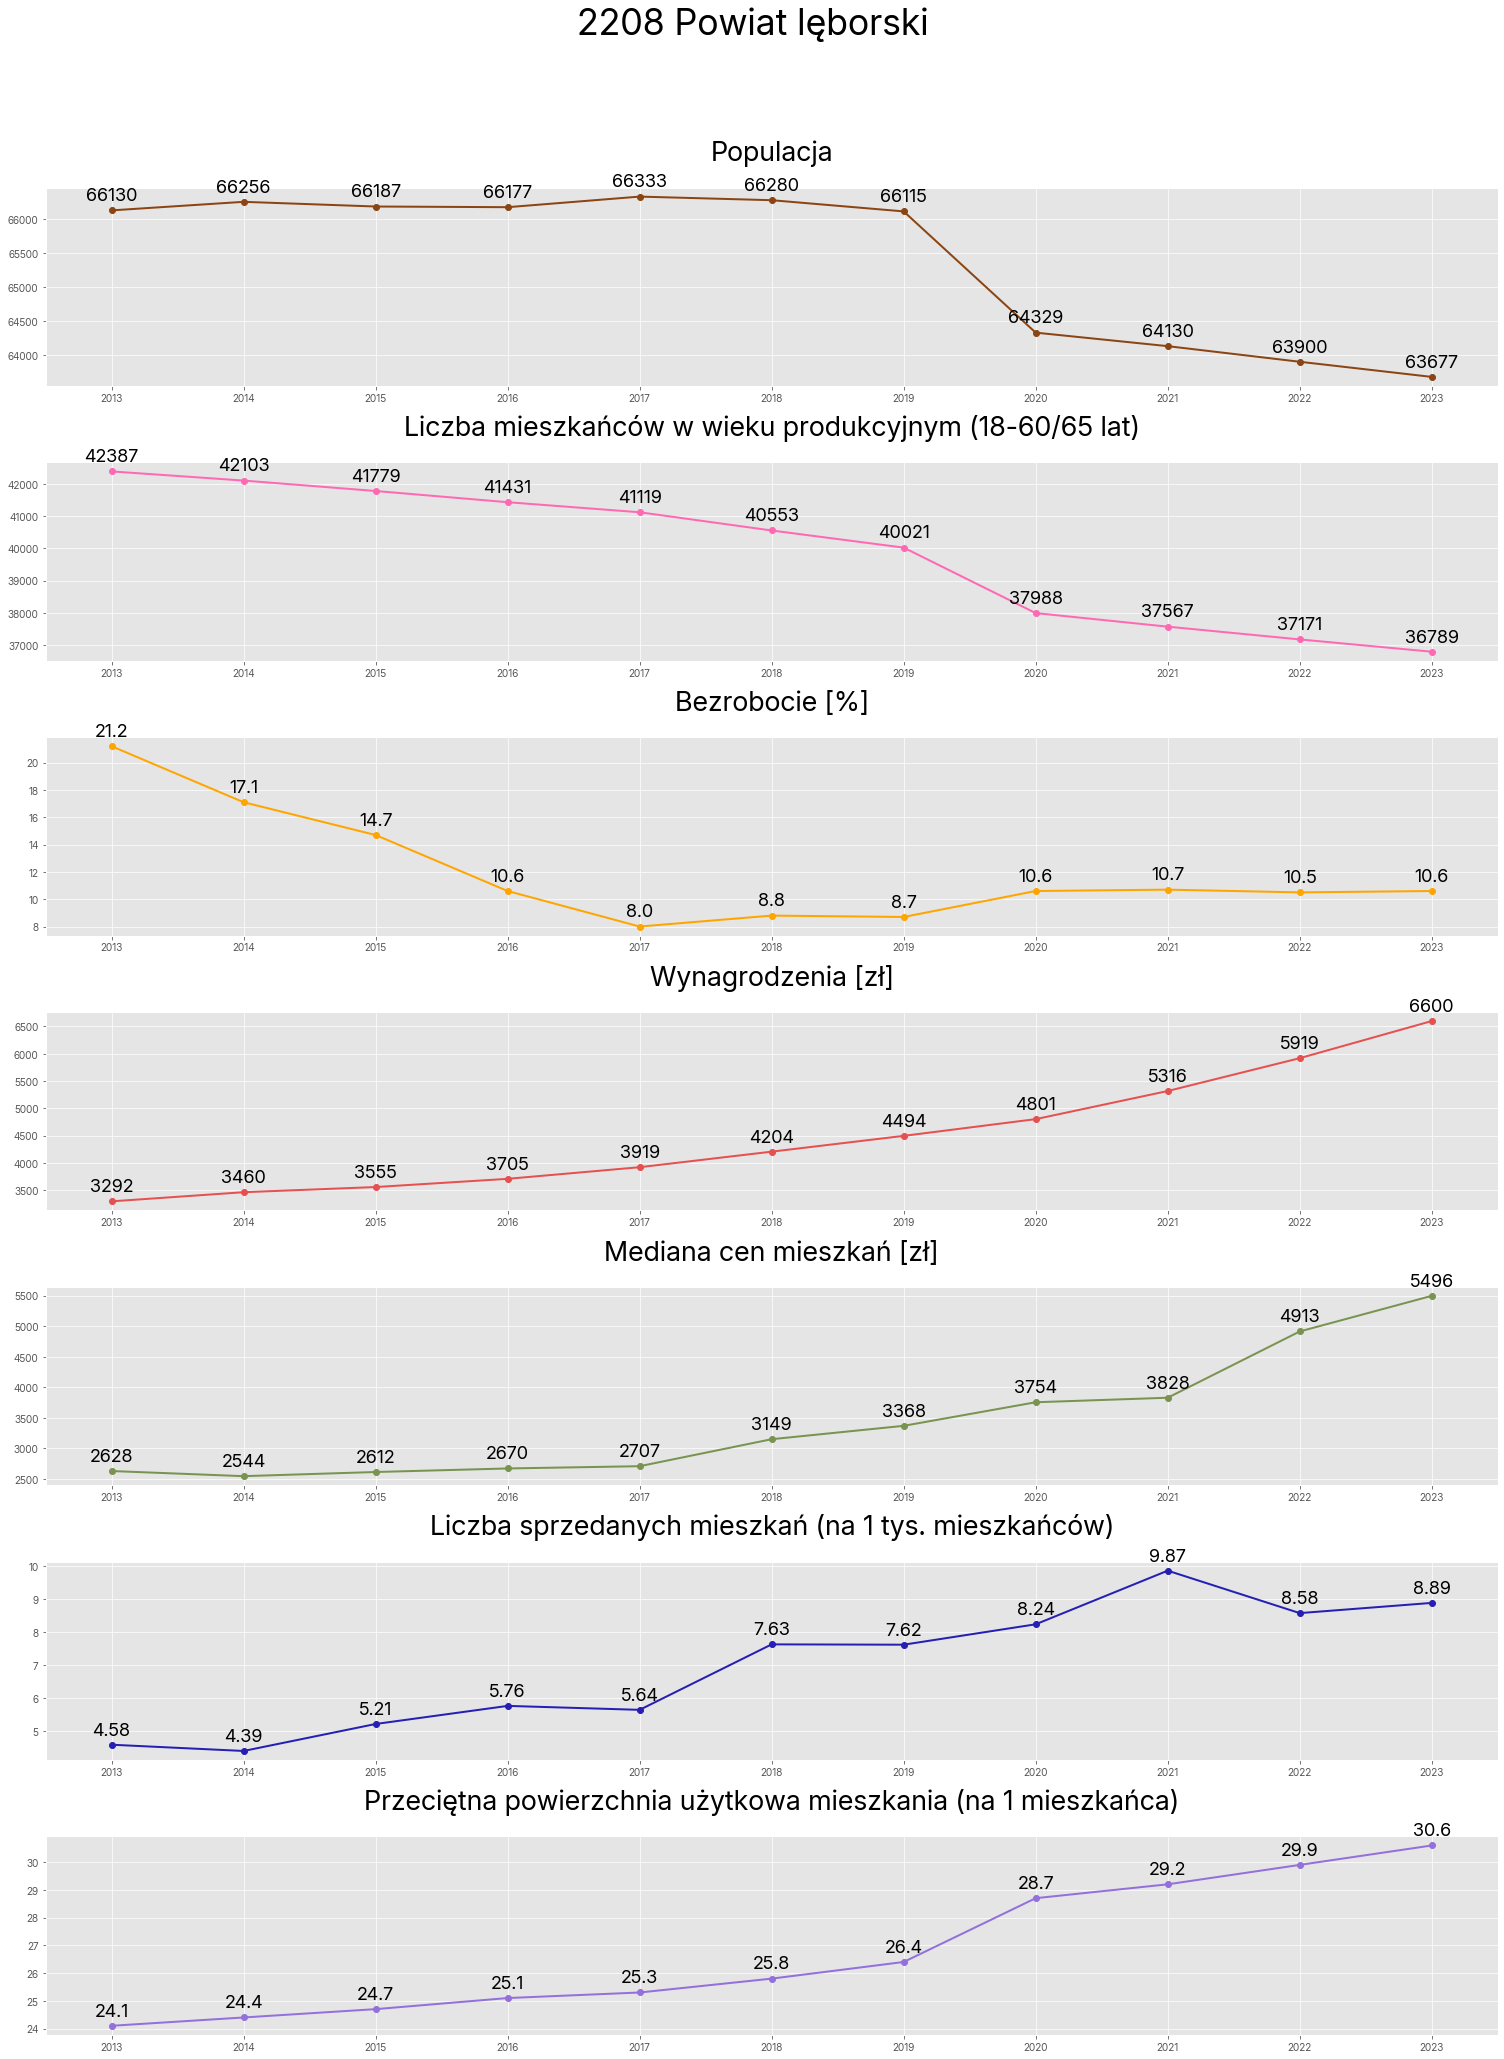 2208 Powiat lęborski
Populacja
66130 66256 66187 66177 66333 66280 66115 64329 64130 63900 63677
66000
65500
65000
64500
64000
2013 2014 2015 2016 2017 2018 2019 2020 2021 2022 2023
Liczba mieszkańców w wieku produkcyjnym (18-60/65 lat)
42387 42103 41779 41431 41119 40553 40021 37988 37567 37171 36789
42000
41000
40000
39000
38000
37000
2013 2014 2015 2016 2017 2018 2019 2020 2021 2022 2023
Bezrobocie [%]
21.2 17.1 14.7 10.6 8.0 8.8 8.7 10.6 10.7 10.5 10.6
20
18
16
14
12
10
8
2013 2014 2015 2016 2017 2018 2019 2020 2021 2022 2023
Wynagrodzenia [zł]
3292 3460 3555 3705 3919 4204 4494 4801 5316 5919 6600
6500
6000
5500
5000
4500
4000
3500
2013 2014 2015 2016 2017 2018 2019 2020 2021 2022 2023
Mediana cen mieszkań [zł]
2628 2544 2612 2670 2707 3149 3368 3754 3828 4913 5496
5500
5000
4500
4000
3500
3000
2500
2013 2014 2015 2016 2017 2018 2019 2020 2021 2022 2023
Liczba sprzedanych mieszkań (na 1 tys. mieszkańców)
4.58 4.39 5.21 5.76 5.64 7.63 7.62 8.24 9.87 8.58 8.89
10
9
8
7
6
5
2013 2014 2015 2016 2017 2018 2019 2020 2021 2022 2023
Przeciętna powierzchnia użytkowa mieszkania (na 1 mieszkańca)
24.1 24.4 24.7 25.1 25.3 25.8 26.4 28.7 29.2 29.9 30.6
30
29
28
27
26
25
24
2013 2014 2015 2016 2017 2018 2019 2020 2021 2022 2023